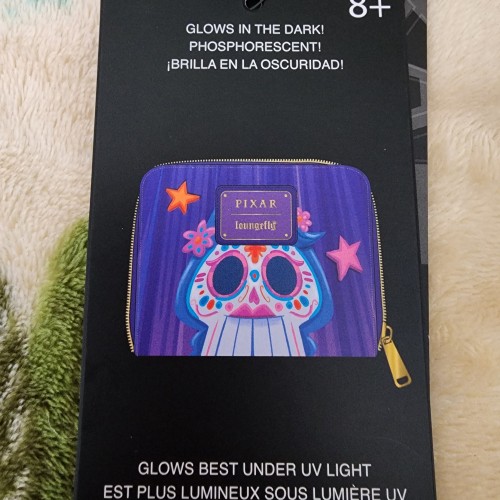 8+
GLOWS IN THE DARK!
PHOSPHORESCENT!
¡BRILLA EN LA OSCURIDAD!
PIXAR
loungefly
GLOWS BEST UNDER UV LIGHT
EST PLUS LUMINEUX SOUS LUMIÈRE UV